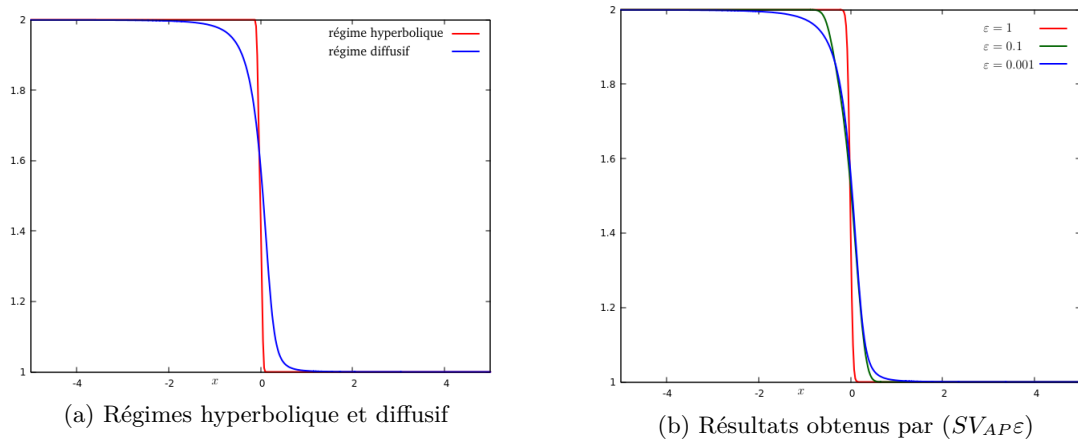 2
1.8
1.6
1.4
1.2
1
-4
-2
x
0
2
4
régime hyperbolique
régime diffusif
(a) Régimes hyperbolique et diffusif
2
1.8
1.6
1.4
1.2
1
-4
-2
x
0
2
4
ε = 1
ε = 0.1
ε = 0.001
(b) Résultats obtenus par (SV_{AP}ε)